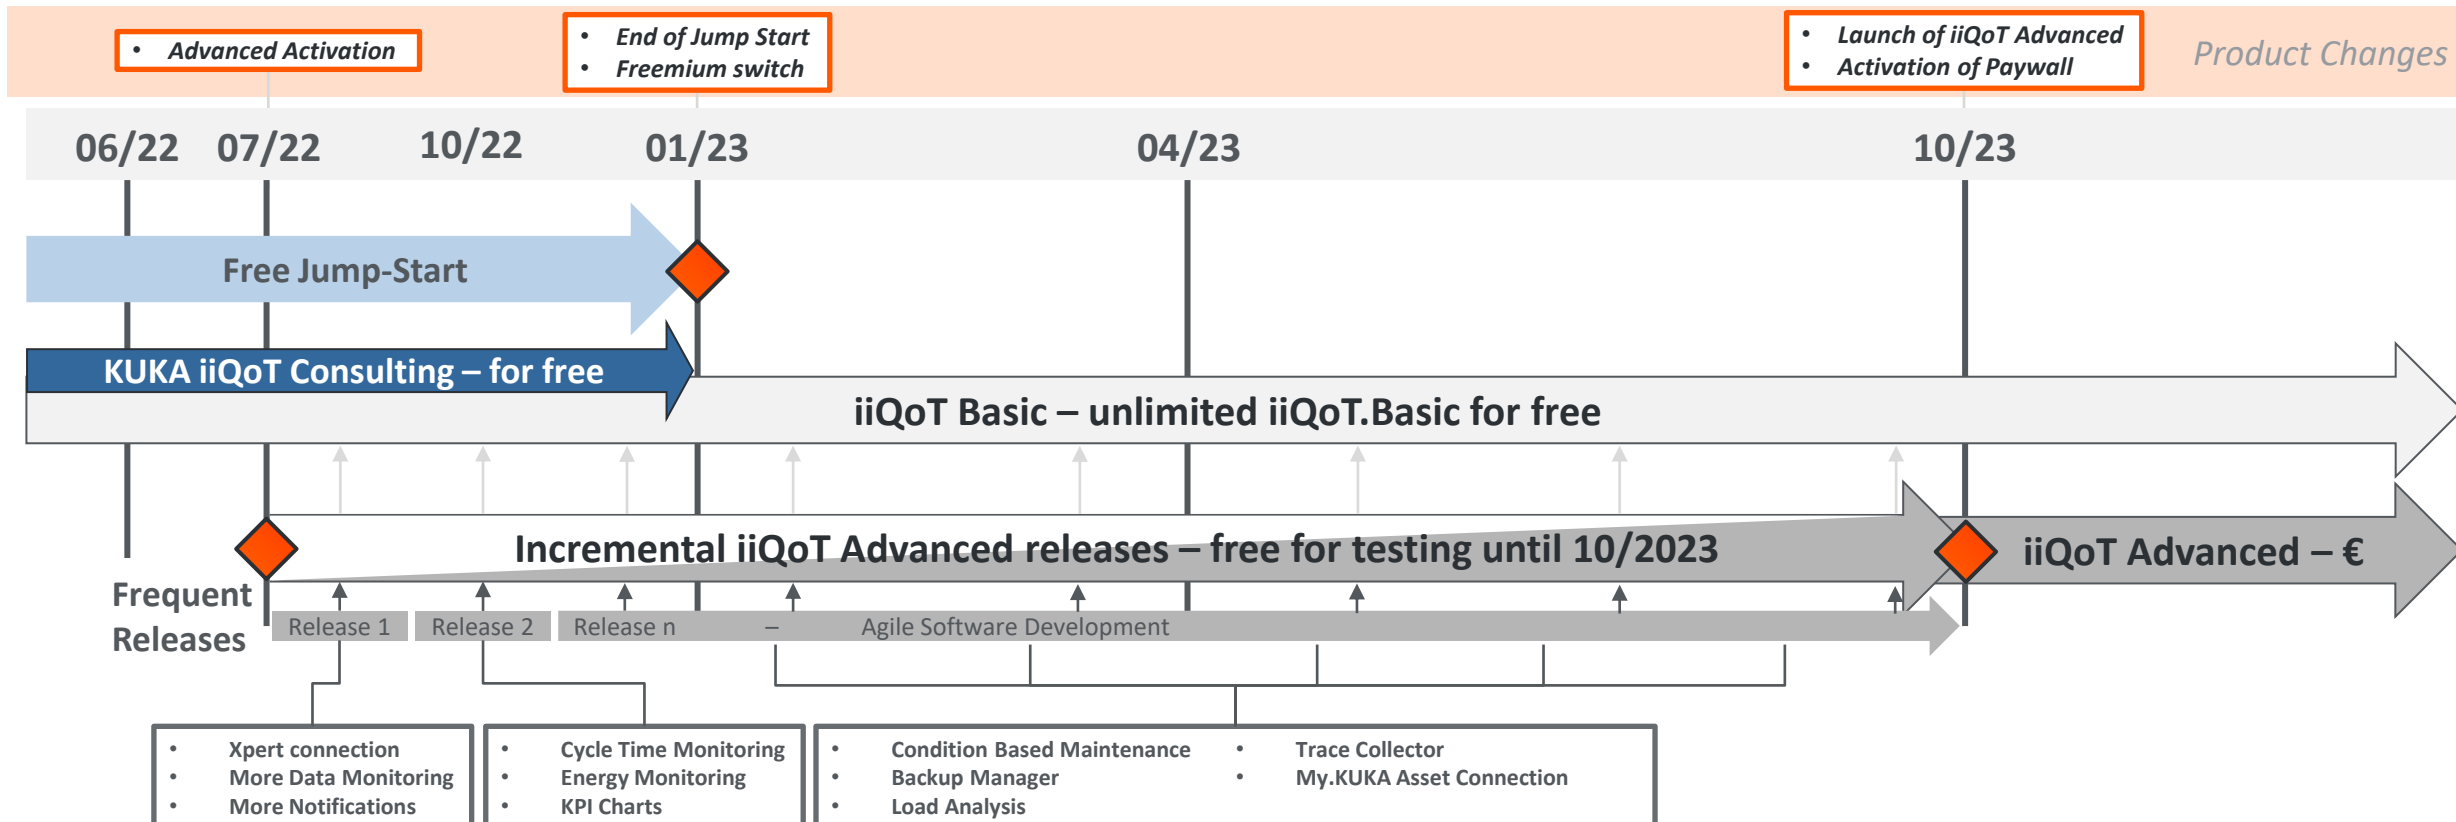 • Advanced Activation
• End of Jump Start
• Freemium switch
• Launch of iiQoT Advanced
• Activation of Paywall
Product Changes
06/22 07/22 10/22 01/23 04/23 10/23
Free Jump-Start
KUKA iiQoT Consulting – for free
iiQoT Basic – unlimited iiQoT.Basic for free
Incremental iiQoT Advanced releases – free for testing until 10/2023
iiQoT Advanced – €
Frequent
Releases
Release 1
Release 2
Release n – Agile Software Development
• Xpert connection
• More Data Monitoring
• More Notifications
• Cycle Time Monitoring
• Energy Monitoring
• KPI Charts
• Condition Based Maintenance
• Backup Manager
• Load Analysis
• Trace Collector
• My.KUKA Asset Connection